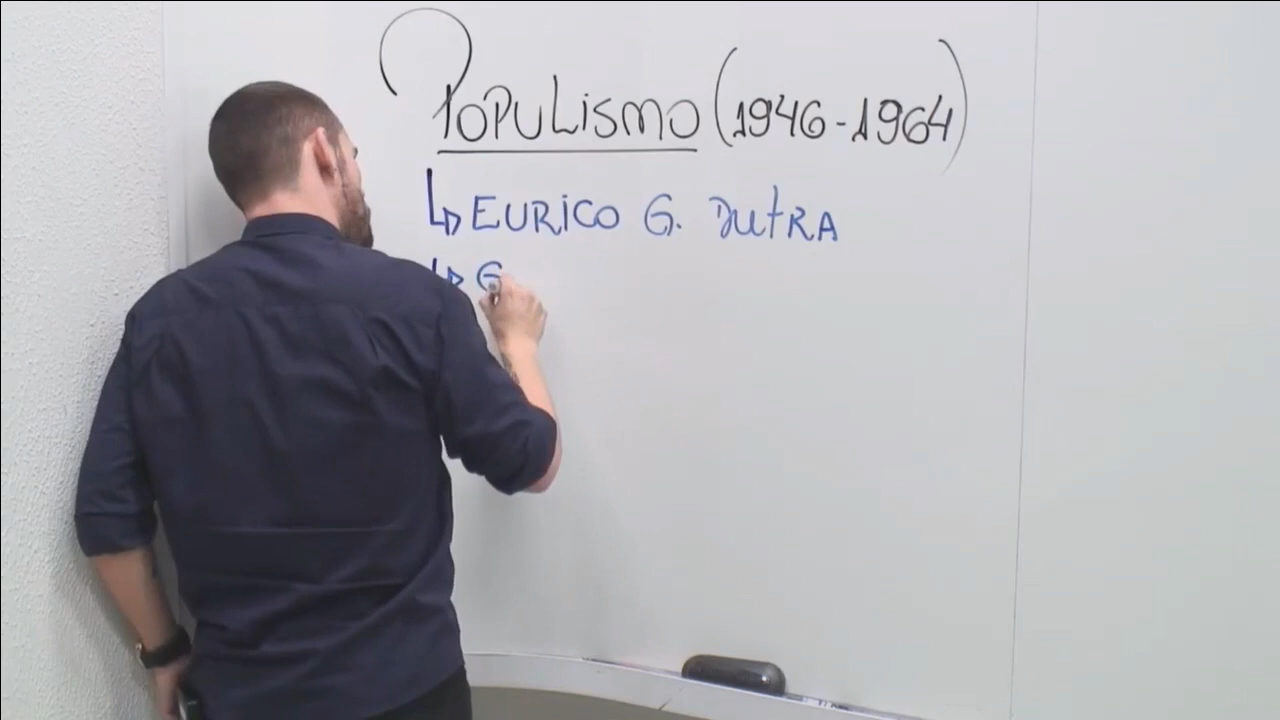 POPULISMO (1946-1964)
↳ EURICO G. DUTRA
↳ G